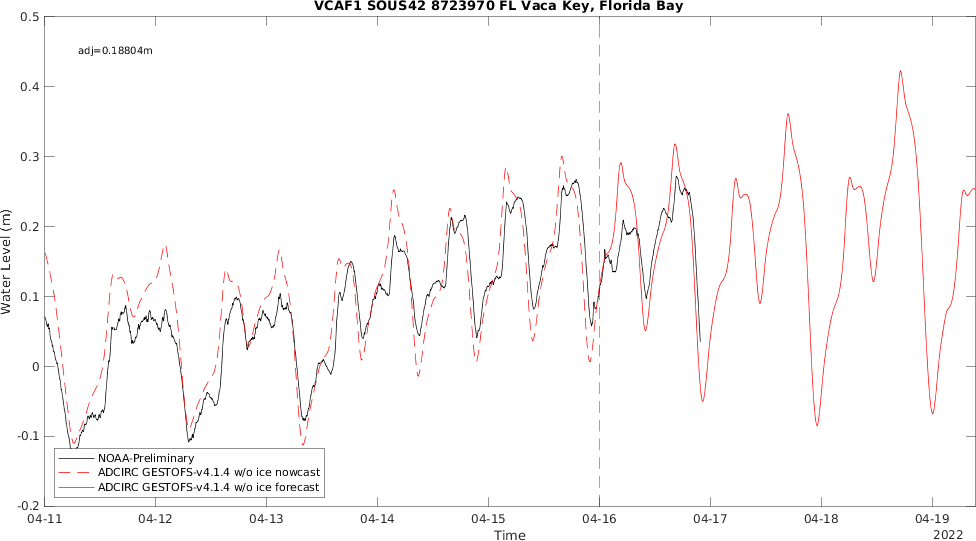 VCAF1 SOUS42 8723970 FL Vaca Key, Florida Bay
adj=0.18804m
0.5
0.4
0.3
0.2
0.1
0
-0.1
-0.2
Water Level (m)
NOAA-Preliminary
ADCIRC GESTOFS-v4.1.4 w/o ice nowcast
ADCIRC GESTOFS-v4.1.4 w/o ice forecast
04-11 04-12 04-13 04-14 04-15 04-16 04-17 04-18 04-19
Time
2022